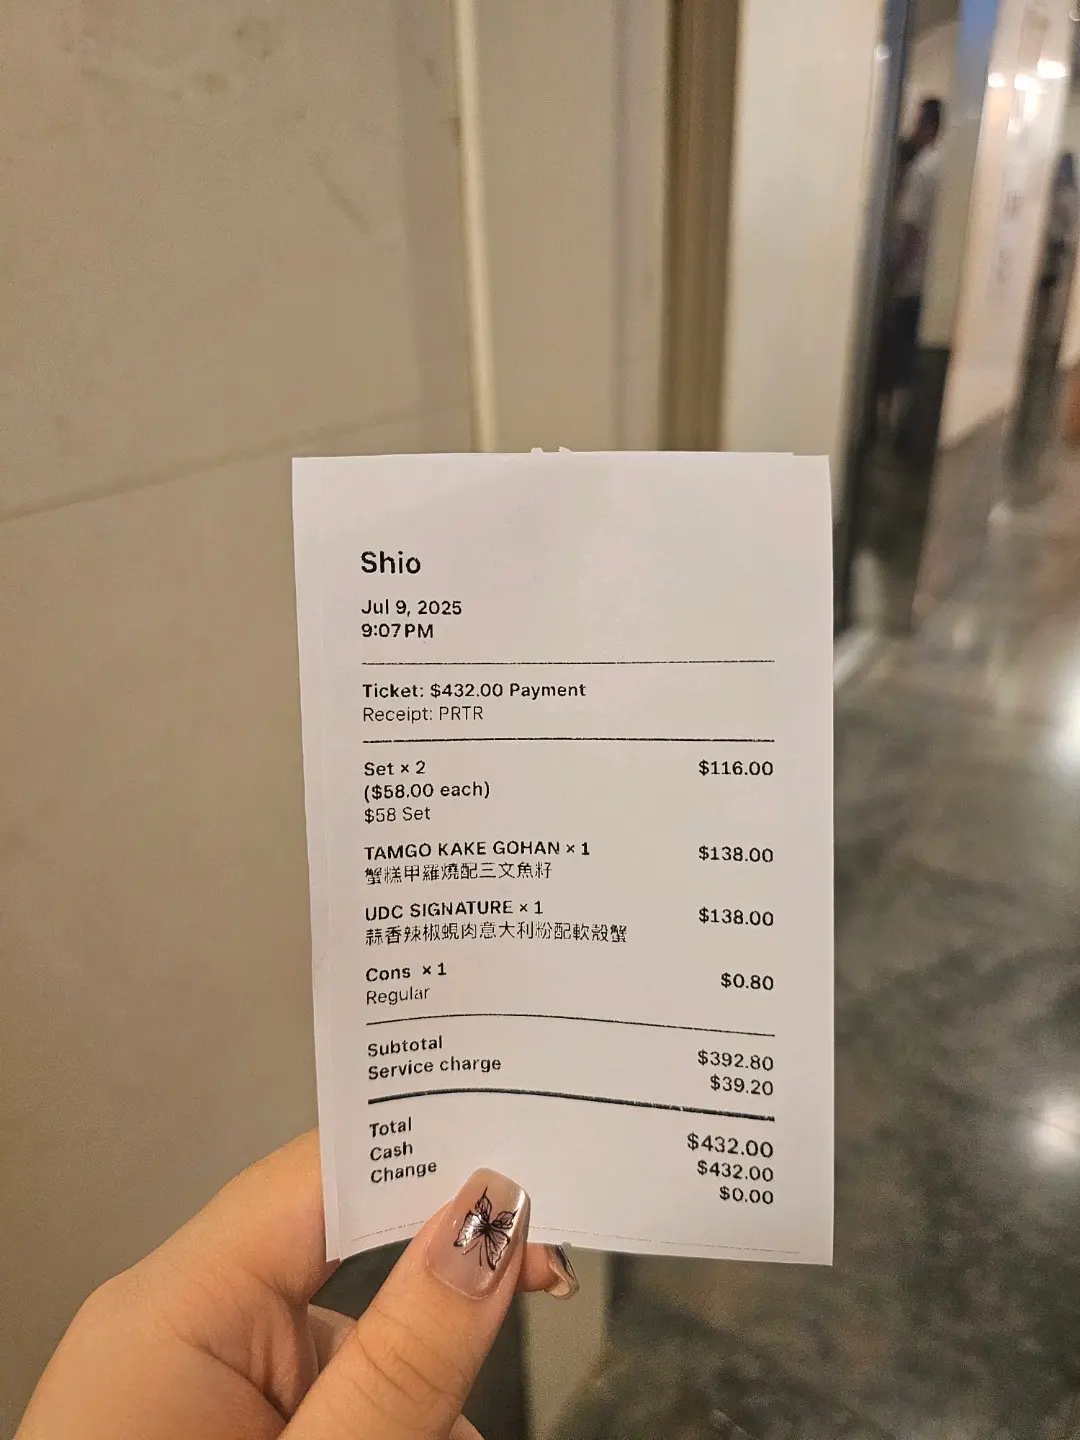 Shio
Jul 9, 2025
9:07 PM
Ticket: $432.00 Payment
Receipt: PRTR
Set × 2 $116.00
($58.00 each)
$58 Set
TAMGO KAKE GOHAN × 1 $138.00
蟹糕甲羅燒配三文魚籽
UDC SIGNATURE × 1 $138.00
蒜香辣椒蜆肉意大利粉配軟殼蟹
Cons × 1 $0.80
Regular
Subtotal $392.80
Service charge $39.20
Total $432.00
Cash $432.00
Change $0.00